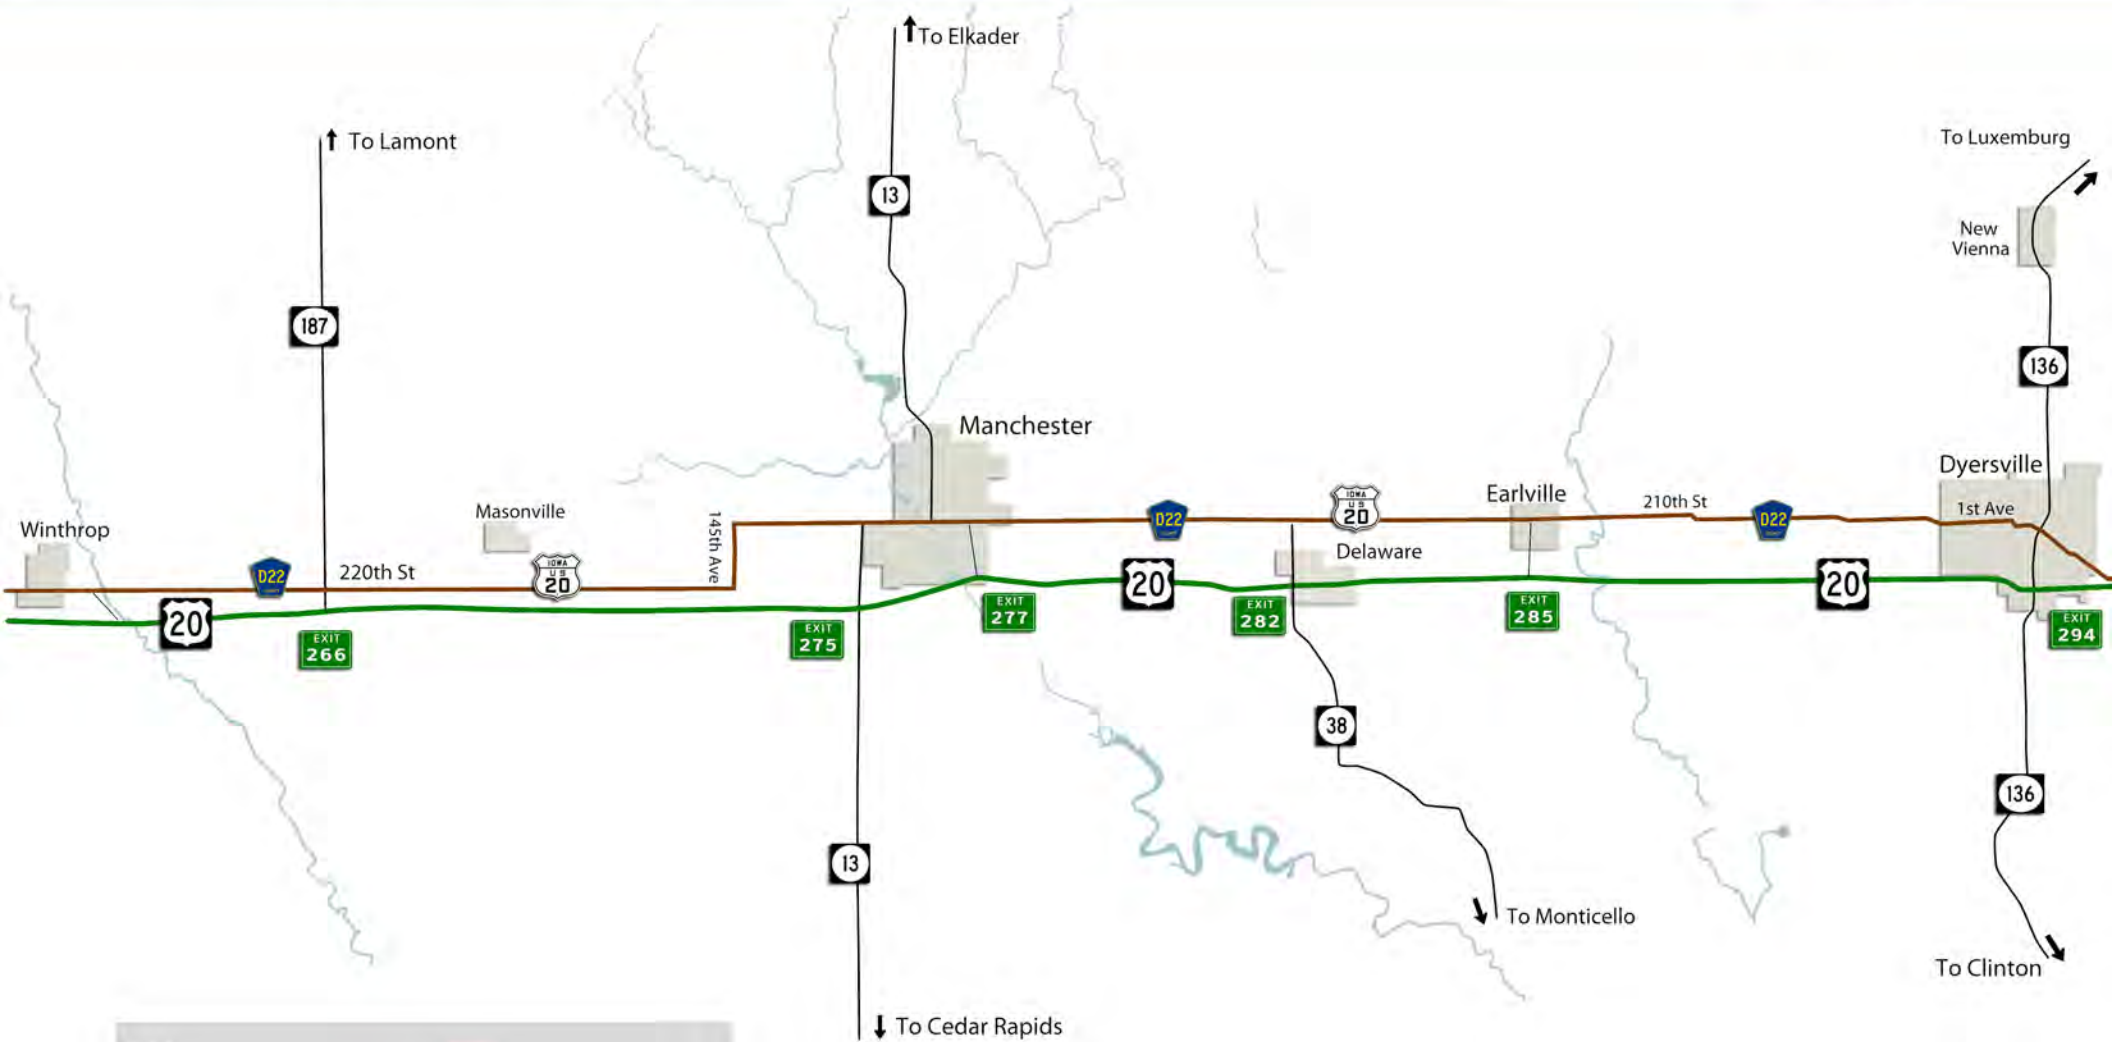 To Elkader
To Lamont
To Luxemburg
13
New
Vienna
187
136
Manchester
Dyersville
Earlville
IOWA
US
20
210th St
1st Ave
Masonville
145th Ave
D22
D22
Winthrop
Delaware
D22
220th St
IOWA
US
20
20
20
20
EXIT
266
EXIT
275
EXIT
277
EXIT
282
EXIT
285
EXIT
294
38
136
13
To Monticello
To Clinton
To Cedar Rapids